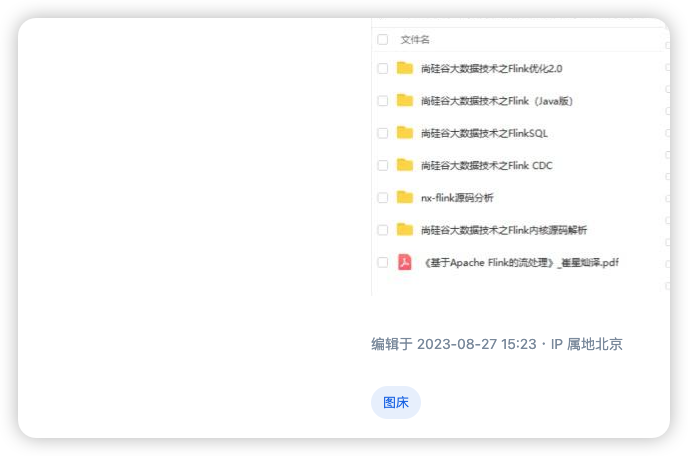 文件名
尚硅谷大数据技术之Flink优化2.0
尚硅谷大数据技术之Flink（Java版）
尚硅谷大数据技术之FlinkSQL
尚硅谷大数据技术之Flink CDC
nx-flink源码分析
尚硅谷大数据技术之Flink内核源码解析
《基于Apache Flink的流处理》_崔星灿译.pdf
编辑于 2023-08-27 15:23・IP 属地北京
图床